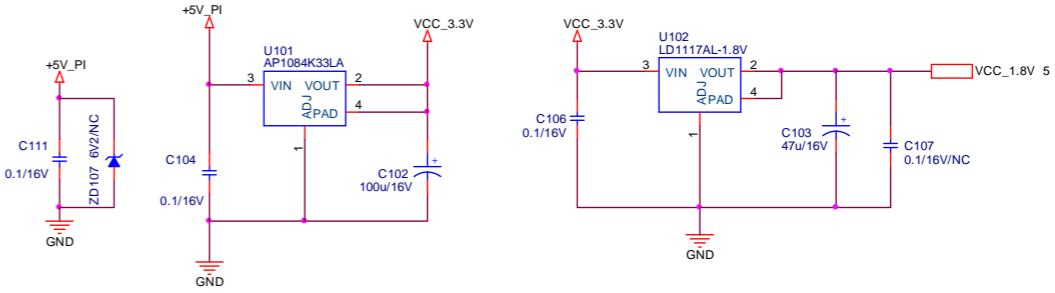 +5V_PI
C111
0.1/16V
ZD107 6V2/NC
GND
+5V_PI
U101
AP1084K33LA
3
VIN
VOUT
2
ADJ
PAD
4
1
C104
0.1/16V
VCC_3.3V
C102
100u/16V
GND
VCC_3.3V
U102
LD1117AL-1.8V
3
VIN
VOUT
2
ADJ
PAD
4
1
C106
0.1/16V
+
C103
47u/16V
C107
0.1/16V/NC
VCC_1.8V 5
GND
+